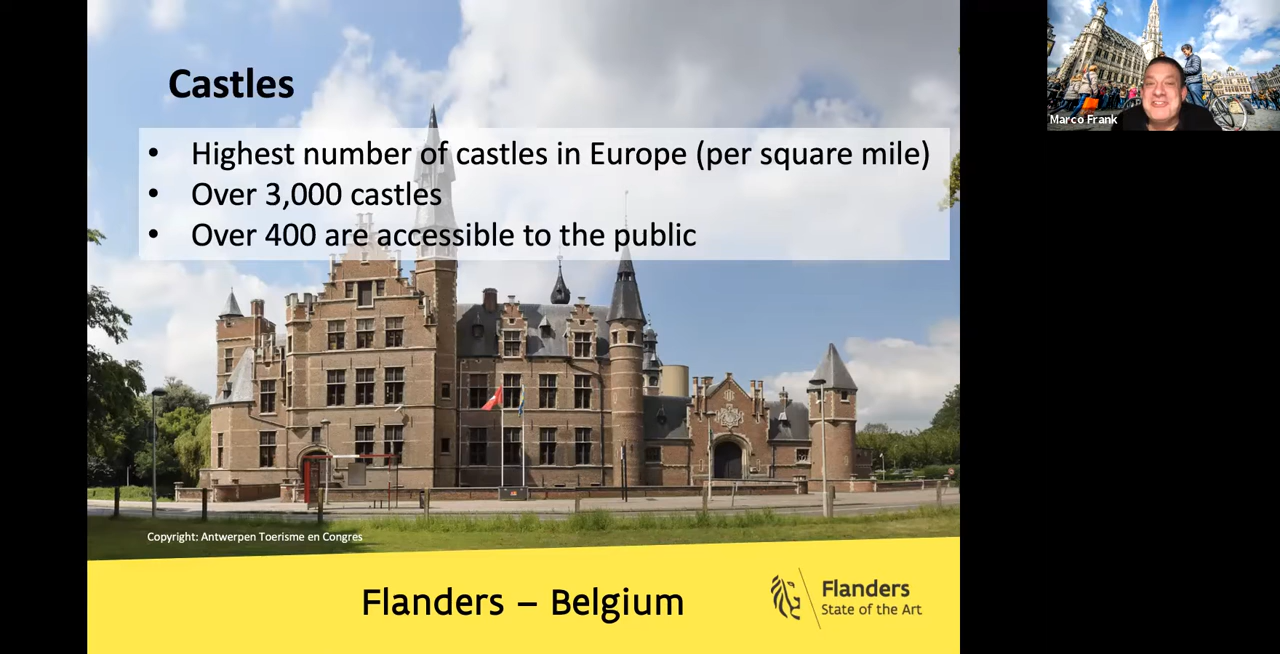 Castles
• Highest number of castles in Europe (per square mile)
• Over 3,000 castles
• Over 400 are accessible to the public
Copyright: Antwerpen Toerisme en Congres
Flanders – Belgium
Flanders
State of the Art
Marco Frank